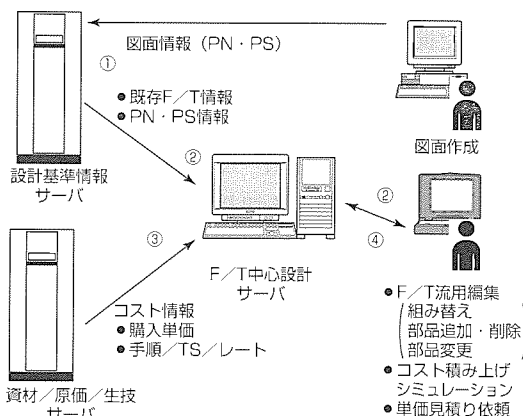 図面情報（PN・PS）
①
●既存F／T情報
●PN・PS情報
図面作成
設計基準情報
サーバ
②
②
③
④
F／T中心設計
サーバ
コスト情報
●購入単価
●手順／TS／レート
資材／原価／生技
サーバ
●F／T流用編集
組み替え
部品追加・削除
部品変更
●コスト積み上げ
シミュレーション
●単価見積り依頼